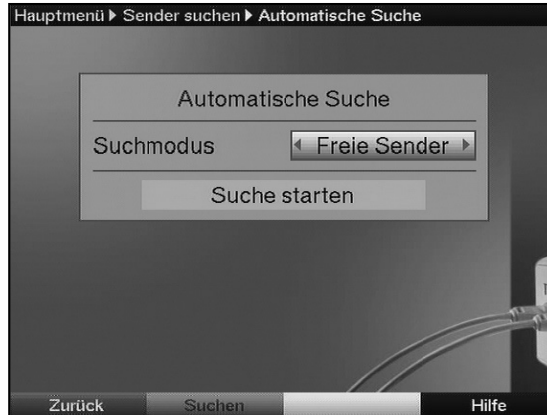 Hauptmenü ▶ Sender suchen ▶ Automatische Suche
Automatische Suche
Suchmodus ◀ Freie Sender ▶
Suche starten
Zurück Suchen Hilfe